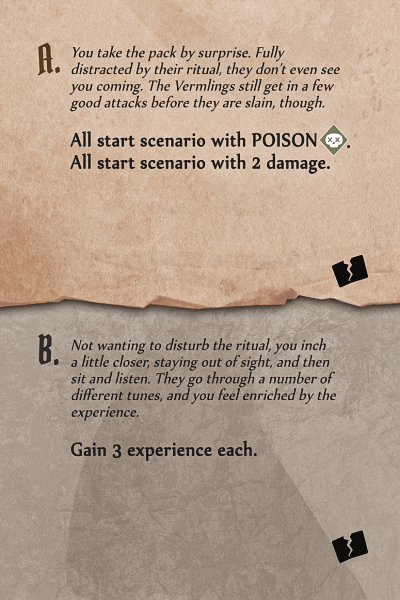 A. You take the pack by surprise. Fully
distracted by their ritual, they don't even see
you coming. The Vermlings still get in a few
good attacks before they are slain, though.
All start scenario with POISON .
All start scenario with 2 damage.
B. Not wanting to disturb the ritual, you inch
a little closer, staying out of sight, and then
sit and listen. They go through a number of
different tunes, and you feel enriched by the
experience.
Gain 3 experience each.